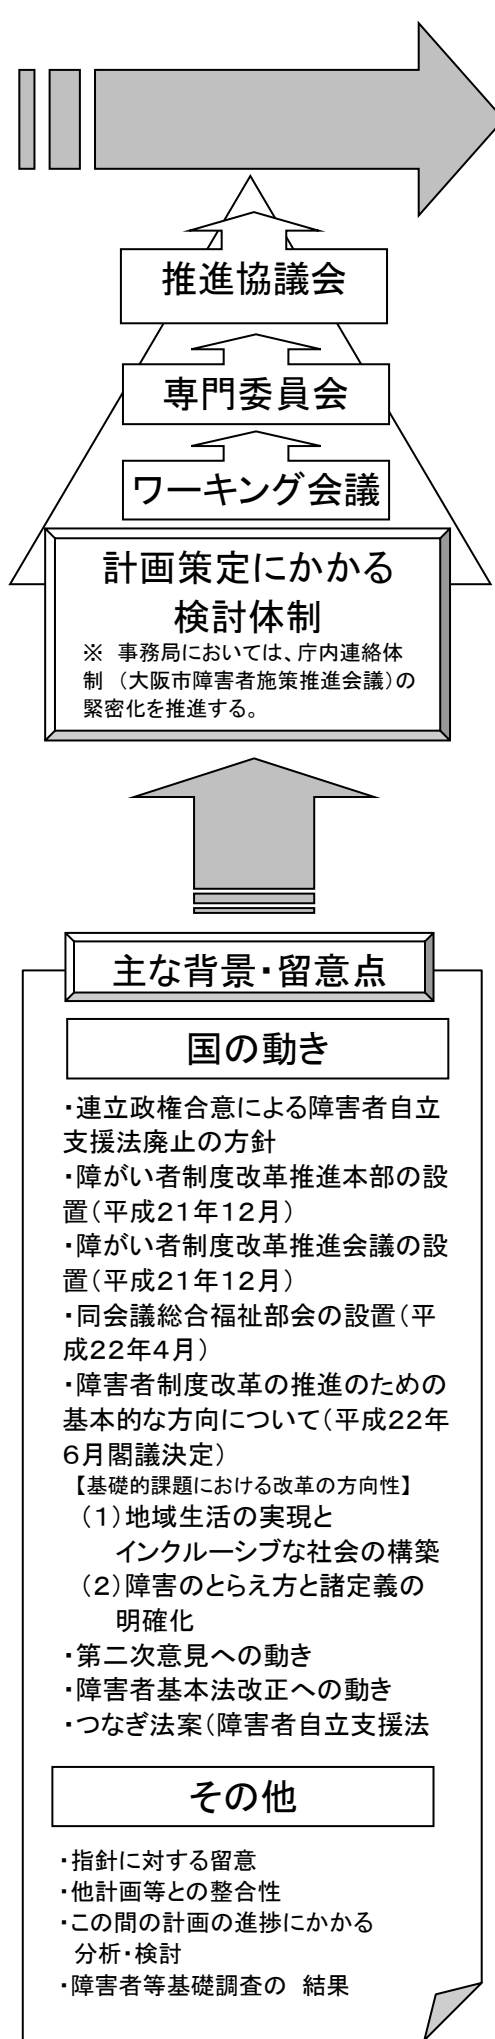 推進協議会
専門委員会
ワーキング会議
計画策定にかかる
検討体制
※　事務局においては、庁内連絡体
制　（大阪市障害者施策推進会議）の
緊密化を推進する。
主な背景・留意点
国の動き
・連立政権合意による障害者自立
支援法廃止の方針
・障がい者制度改革推進本部の設
置（平成２１年１２月）
・障がい者制度改革推進会議の設
置（平成２１年１２月）
・同会議総合福祉部会の設置（平
成２２年４月）
・障害者制度改革の推進のための
基本的な方向について（平成２２年
６月閣議決定）
【基礎的課題における改革の方向性】
（１）地域生活の実現と
インクルーシブな社会の構築
（２）障害のとらえ方と諸定義の
明確化
・第二次意見への動き
・障害者基本法改正への動き
・つなぎ法案（障害者自立支援法
その他
・指針に対する留意
・他計画等との整合性
・この間の計画の進捗にかかる
分析・検討
・障害者等基礎調査の　結果